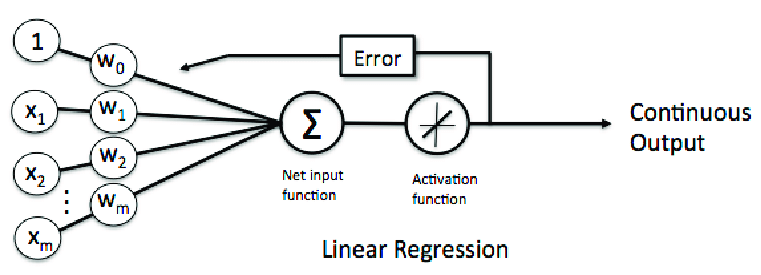 1
w0
Error
x1
w1
Σ
Continuous
Output
x2
w2
Net input
function
Activation
function
⋮
wm
xm
Linear Regression